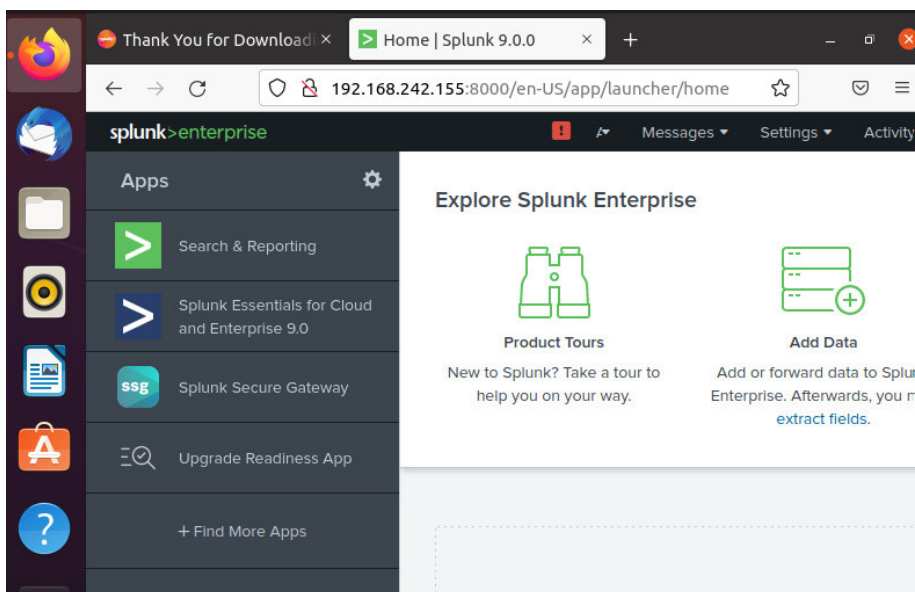 Thank You for Downloadi
Home | Splunk 9.0.0
192.168.242.155:8000/en-US/app/launcher/home
splunk>enterprise
!
Messages
Settings
Activity
Apps
Search & Reporting
Splunk Essentials for Cloud
and Enterprise 9.0
ssg
Splunk Secure Gateway
Upgrade Readiness App
+ Find More Apps
Explore Splunk Enterprise
Product Tours
New to Splunk? Take a tour to
help you on your way.
Add Data
Add or forward data to Splun
Enterprise. Afterwards, you m
extract fields.